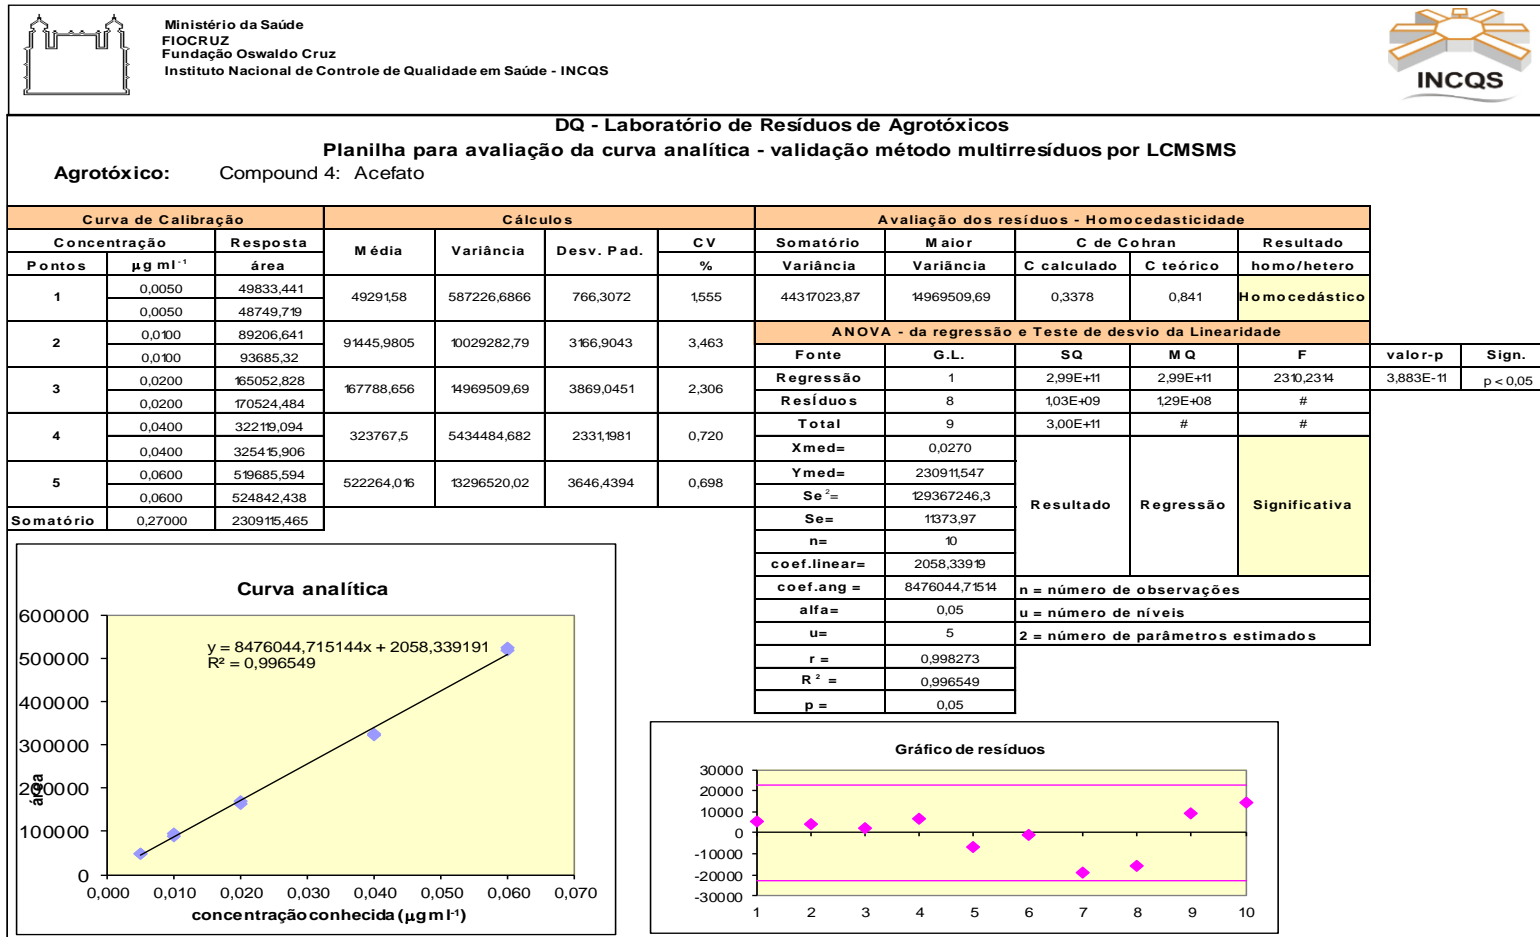 Ministério da Saúde
FIOCRUZ
Fundação Oswaldo Cruz
Instituto Nacional de Controle de Qualidade em Saúde - INCQS
INCQS
DQ - Laboratório de Resíduos de Agrotóxicos
Planilha para avaliação da curva analítica - validação método multirresíduos por LCMSMS
Agrotóxico: Compound 4: Acefato
Curva de Calibração Cálculos Avaliação dos resíduos - Homocedasticidade
Concentração Resposta Média Variância Desv. Pad. CV Somatório Maior C de Cohran Resultado
Pontos µg ml-1 área % Variância Variãncia C calculado C teórico homo/hetero
1 0,0050 49833,441 49291,58 587226,6866 766,3072 1,555 44317023,87 14969509,69 0,3378 0,841 Homocedástico
0,0050 48749,719
2 0,0100 89206,641 91445,9805 10029282,79 3166,9043 3,463 ANOVA - da regressão e Teste de desvio da Linearidade
0,0100 93685,32 Fonte G.L. SQ MQ F valor-p Sign.
3 0,0200 165052,828 167788,656 14969509,69 3869,0451 2,306 Regressão 1 2,99E+11 2,99E+11 2310,2314 3,883E-11 p < 0,05
0,0200 170524,484 Resíduos 8 1,03E+09 1,29E+08 #
4 0,0400 322119,094 323767,5 5434484,682 2331,1981 0,720 Total 9 3,00E+11 # #
0,0400 325415,906 Xmed= 0,0270
5 0,0600 519685,594 522264,016 13296520,02 3646,4394 0,698 Ymed= 230911,547
0,0600 524842,438 Se 2= 129367246,3 Resultado Regressão Significativa
Somatório 0,27000 2309115,465 Se= 11373,97
n= 10
coef.linear= 2058,33919
coef.ang = 8476044,71514 n = número de observações
alfa= 0,05 u = número de níveis
u= 5 2 = número de parâmetros estimados
r = 0,998273
R 2 = 0,996549
p = 0,05
Curva analítica
y = 8476044,715144x + 2058,339191
R² = 0,996549
600000
500000
400000
300000
200000
100000
0
área
0,000 0,010 0,020 0,030 0,040 0,050 0,060 0,070
concentração conhecida (µg ml-1)
Gráfico de resíduos
30000
20000
10000
0
-10000
-20000
-30000
1 2 3 4 5 6 7 8 9 10